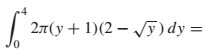 ∫₀⁴ 2π(y + 1)(2 − √y) dy =